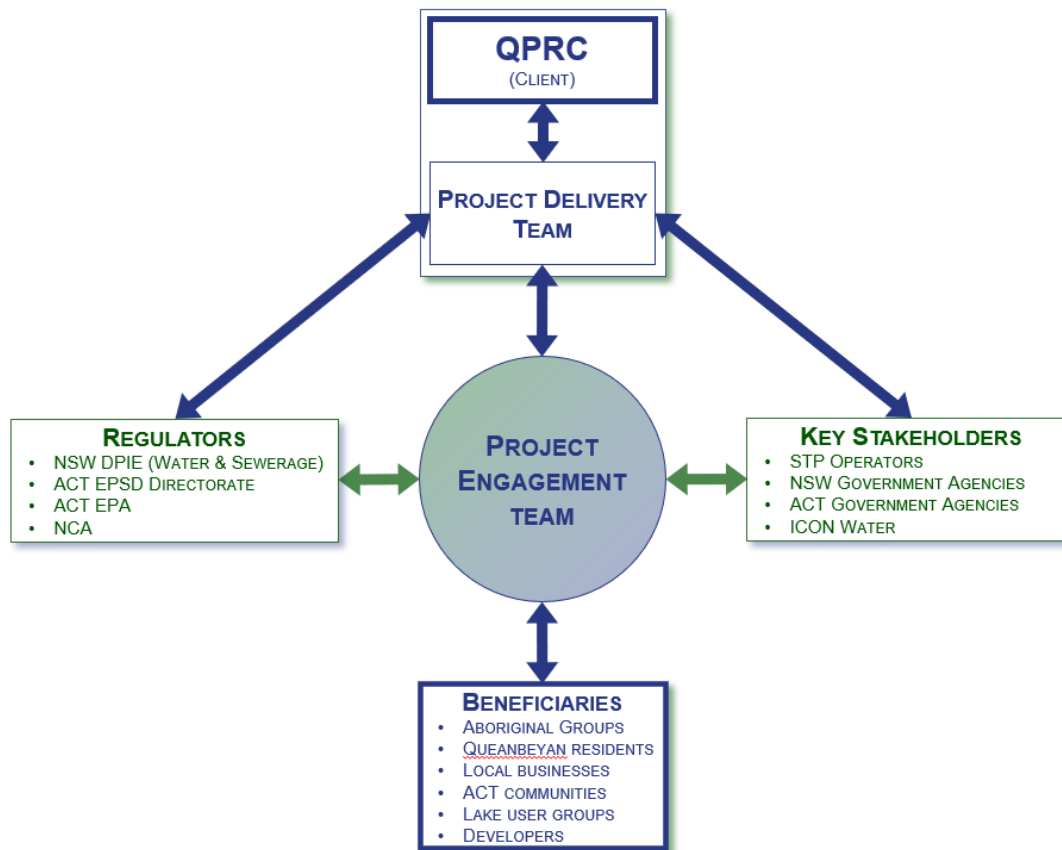 QPRC
(CLIENT)
PROJECT DELIVERY
TEAM
REGULATORS
• NSW DPIE (WATER & SEWERAGE)
• ACT EPSD DIRECTORATE
• ACT EPA
• NCA
PROJECT
ENGAGEMENT
TEAM
KEY STAKEHOLDERS
• STP OPERATORS
• NSW GOVERNMENT AGENCIES
• ACT GOVERNMENT AGENCIES
• ICON WATER
BENEFICIARIES
• ABORIGINAL GROUPS
• QUEANBEYAN RESIDENTS
• LOCAL BUSINESSES
• ACT COMMUNITIES
• LAKE USER GROUPS
• DEVELOPERS